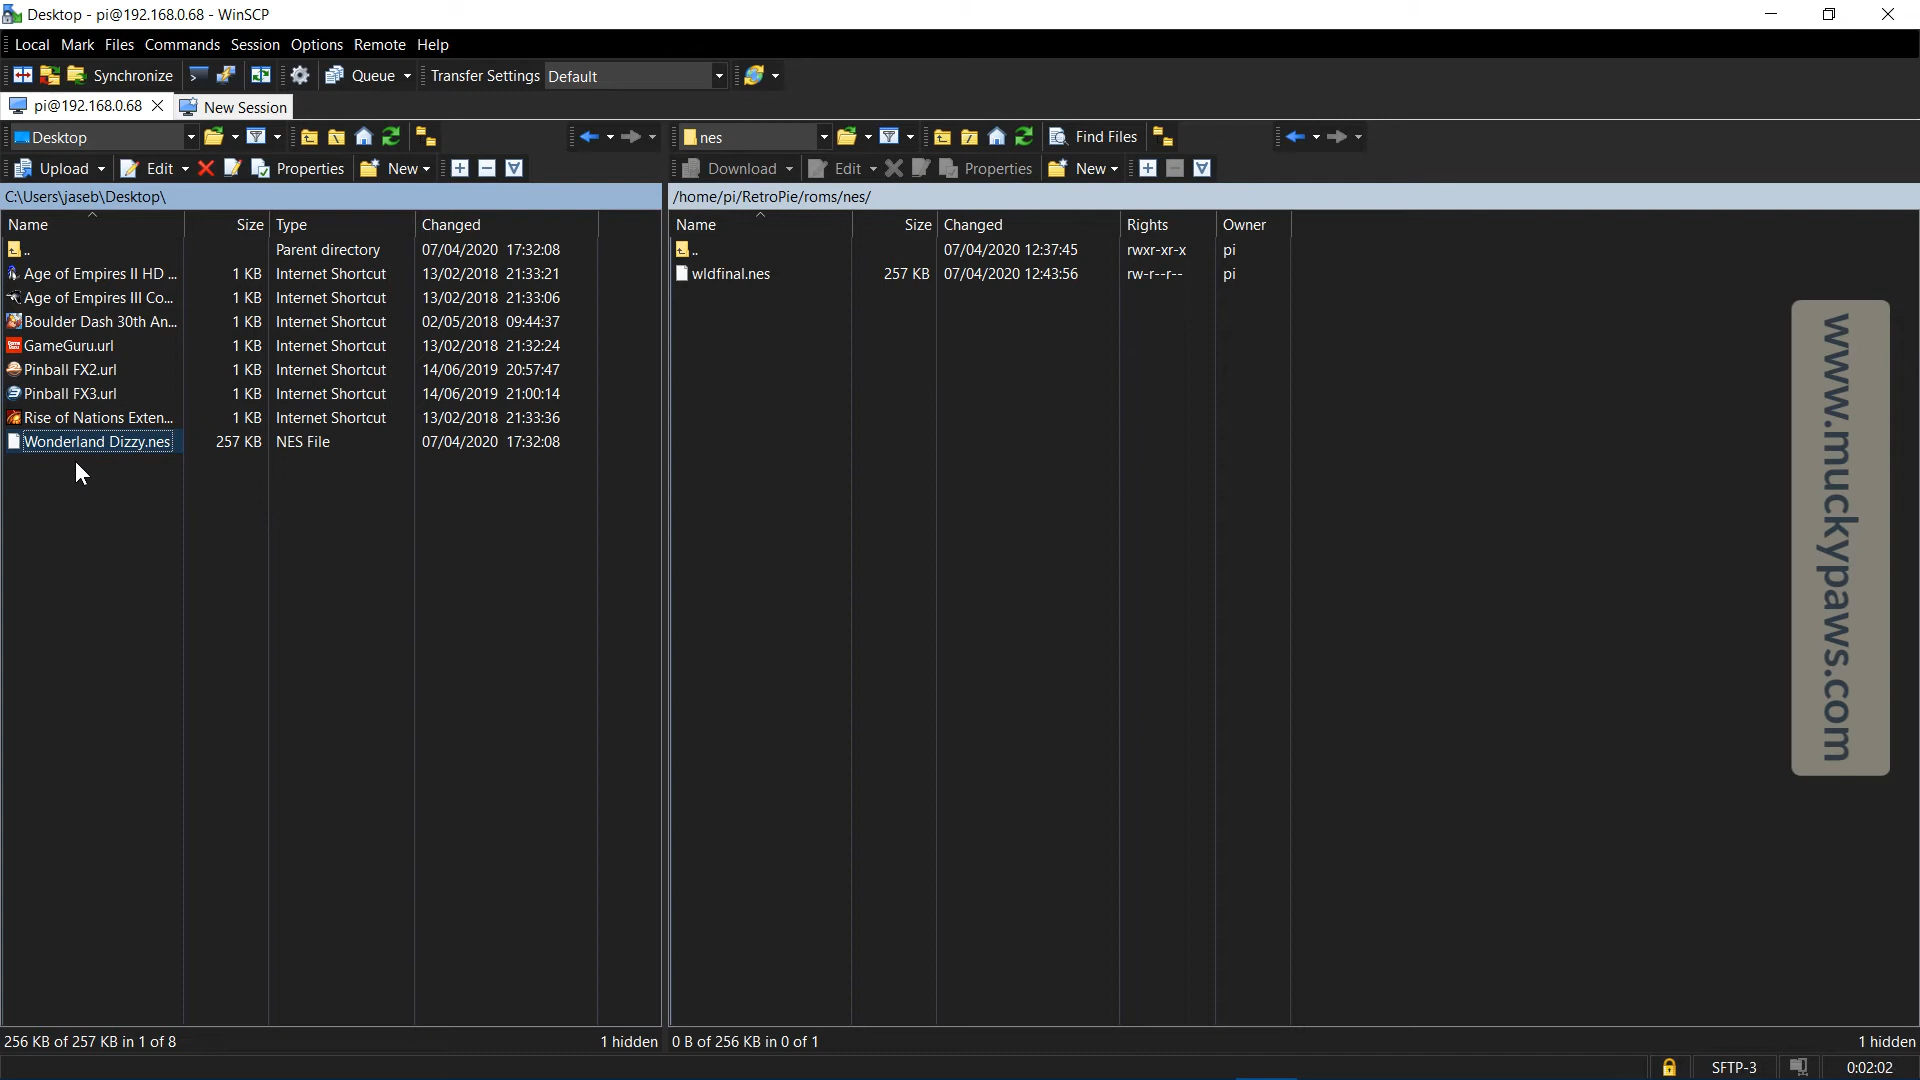 Desktop - pi@192.168.0.68 - WinSCP
Local Mark Files Commands Session Options Remote Help
Synchronize Queue Transfer Settings Default
pi@192.168.0.68 New Session
Desktop nes Find Files
Upload Edit Properties New Download Edit Properties New
C:\Users\jaseb\Desktop\ /home/pi/RetroPie/roms/nes/
Name Size Type Changed Name Size Changed Rights Owner
.. Parent directory 07/04/2020 17:32:08 .. 07/04/2020 12:37:45 rwxr-xr-x pi
Age of Empires II HD ... 1 KB Internet Shortcut 13/02/2018 21:33:21 wldfinal.nes 257 KB 07/04/2020 12:43:56 rw-r--r-- pi
Age of Empires III Co... 1 KB Internet Shortcut 13/02/2018 21:33:06
Boulder Dash 30th An... 1 KB Internet Shortcut 02/05/2018 09:44:37
GameGuru.url 1 KB Internet Shortcut 13/02/2018 21:32:24
Pinball FX2.url 1 KB Internet Shortcut 14/06/2019 20:57:47
Pinball FX3.url 1 KB Internet Shortcut 14/06/2019 21:00:14
Rise of Nations Exten... 1 KB Internet Shortcut 13/02/2018 21:33:36
Wonderland Dizzy.nes 257 KB NES File 07/04/2020 17:32:08
www.muckypaws.com
256 KB of 257 KB in 1 of 8 1 hidden 0 B of 256 KB in 0 of 1 1 hidden
SFTP-3 0:02:02